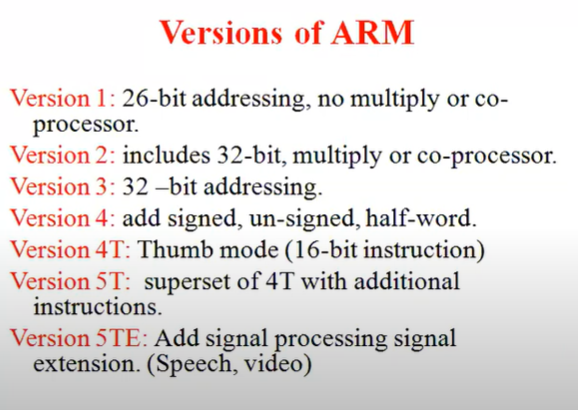 Versions of ARM
Version 1: 26-bit addressing, no multiply or co-
processor.
Version 2: includes 32-bit, multiply or co-processor.
Version 3: 32 –bit addressing.
Version 4: add signed, un-signed, half-word.
Version 4T: Thumb mode (16-bit instruction)
Version 5T: superset of 4T with additional
instructions.
Version 5TE: Add signal processing signal
extension. (Speech, video)